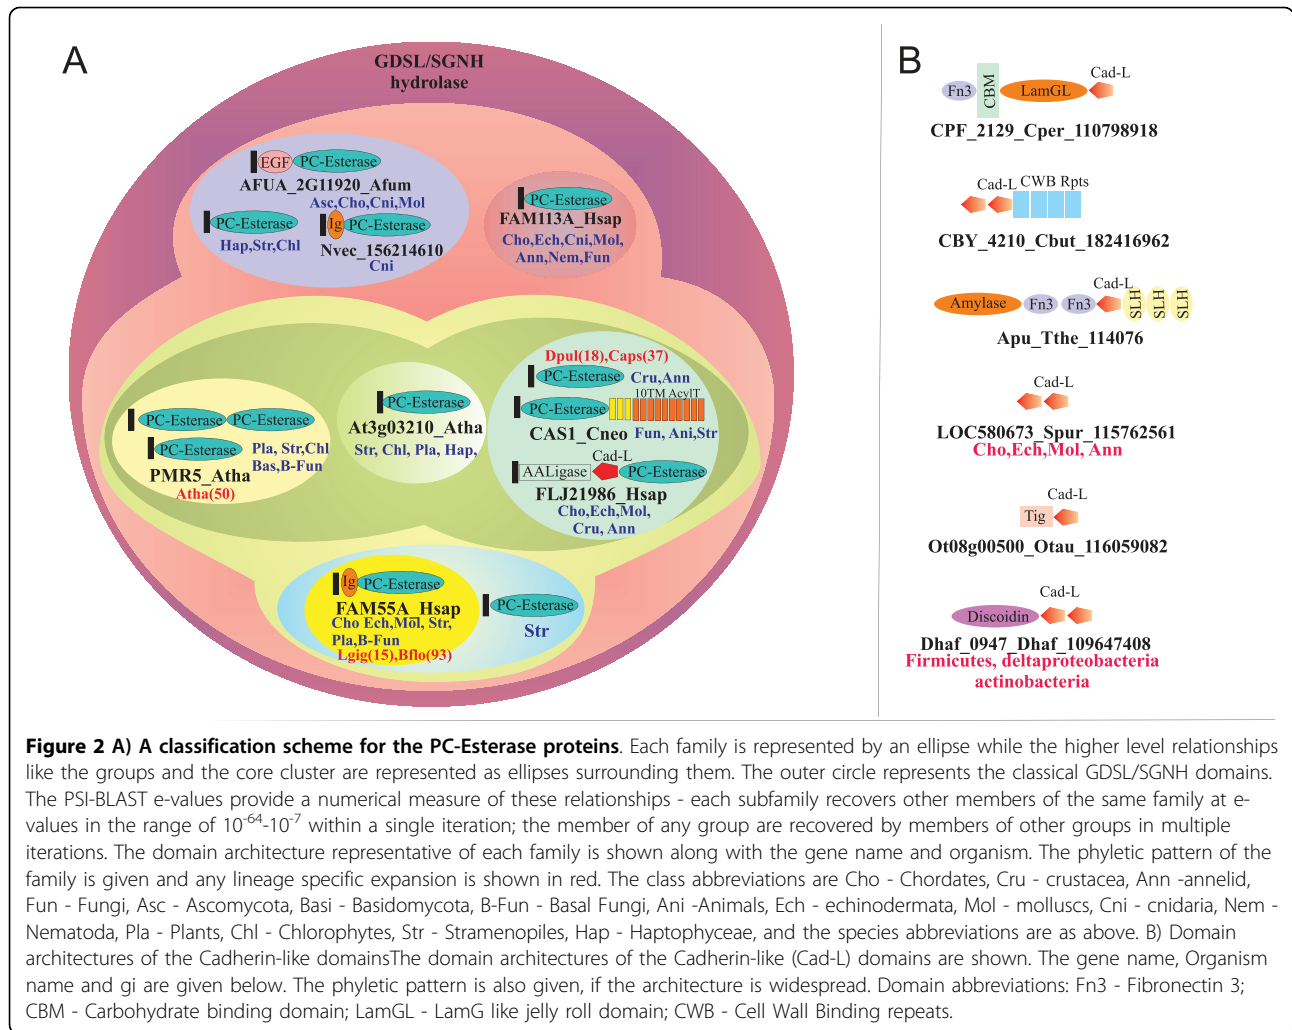 A
GDSL/SGNH
hydrolase
EGF PC-Esterase
AFUA_2G11920_Afum
Asc,Cho,Cni,Mol
PC-Esterase
Hap,Str,Chl
Ig PC-Esterase
Nvec_156214610
Cni
PC-Esterase
FAM113A_Hsap
Cho,Ech,Cni,Mol,
Ann,Nem,Fun
PC-Esterase PC-Esterase
PC-Esterase
Pla, Str,Chl
Bas,B-Fun
PMR5_Atha
Atha(50)
PC-Esterase
At3g03210_Atha
Str, Chl, Pla, Hap,
Dpul(18),Caps(37)
PC-Esterase
Cru,Ann
10TM AcylT
PC-Esterase
CAS1_Cneo
Fun, Ani,Str
Cad-L
AALigase PC-Esterase
FLJ21986_Hsap
Cho,Ech,Mol,
Cru, Ann
Ig PC-Esterase
FAM55A_Hsap
Cho Ech,Mol, Str,
Pla,B-Fun
Lgig(15),Bflo(93)
PC-Esterase
Str
B
Cad-L
Fn3 CBM LamGL
CPF_2129_Cper_110798918
Cad-L CWB Rpts
CBY_4210_Cbut_182416962
Cad-L
Amylase Fn3 Fn3 SLH SLH SLH
Apu_Tthe_114076
Cad-L
LOC580673_Spur_115762561
Cho,Ech,Mol, Ann
Cad-L
Tig
Ot08g00500_Otau_116059082
Cad-L
Discoidin
Dhaf_0947_Dhaf_109647408
Firmicutes, deltaproteobacteria
actinobacteria
Figure 2 A) A classification scheme for the PC-Esterase proteins. Each family is represented by an ellipse while the higher level relationships
like the groups and the core cluster are represented as ellipses surrounding them. The outer circle represents the classical GDSL/SGNH domains.
The PSI-BLAST e-values provide a numerical measure of these relationships - each subfamily recovers other members of the same family at e-
values in the range of 10⁻⁶⁴-10⁻⁷ within a single iteration; the member of any group are recovered by members of other groups in multiple
iterations. The domain architecture representative of each family is shown along with the gene name and organism. The phyletic pattern of the
family is given and any lineage specific expansion is shown in red. The class abbreviations are Cho - Chordates, Cru - crustacea, Ann -annelid,
Fun - Fungi, Asc - Ascomycota, Basi - Basidomycota, B-Fun - Basal Fungi, Ani -Animals, Ech - echinodermata, Mol - molluscs, Cni - cnidaria, Nem -
Nematoda, Pla - Plants, Chl - Chlorophytes, Str - Stramenopiles, Hap - Haptophyceae, and the species abbreviations are as above. B) Domain
architectures of the Cadherin-like domainsThe domain architectures of the Cadherin-like (Cad-L) domains are shown. The gene name, Organism
name and gi are given below. The phyletic pattern is also given, if the architecture is widespread. Domain abbreviations: Fn3 - Fibronectin 3;
CBM - Carbohydrate binding domain; LamGL - LamG like jelly roll domain; CWB - Cell Wall Binding repeats.